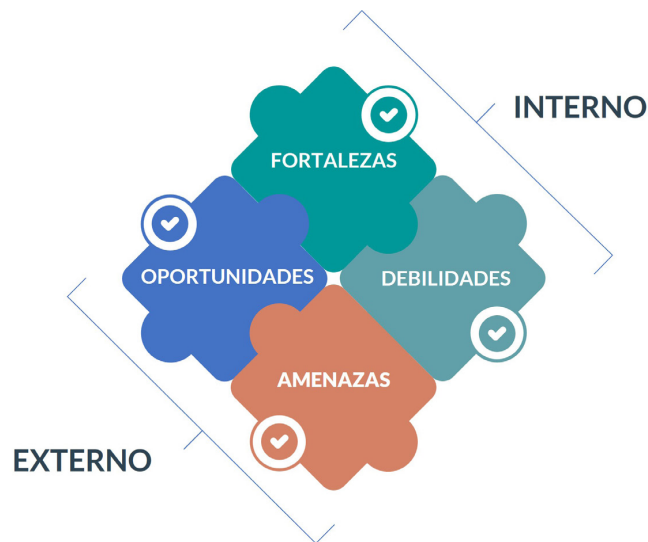 INTERNO
FORTALEZAS
OPORTUNIDADES
DEBILIDADES
AMENAZAS
EXTERNO